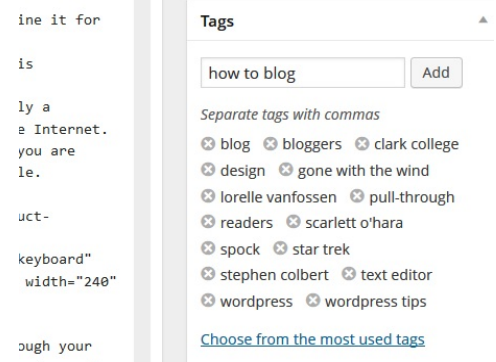 ine it for
is
ly a
e Internet.
you are
le.
uct-
keyboard"
width="240"
ough your
Tags
how to blog Add
Separate tags with commas
blog bloggers clark college
design gone with the wind
lorelle vanfossen pull-through
readers scarlett o'hara
spock star trek
stephen colbert text editor
wordpress wordpress tips
Choose from the most used tags